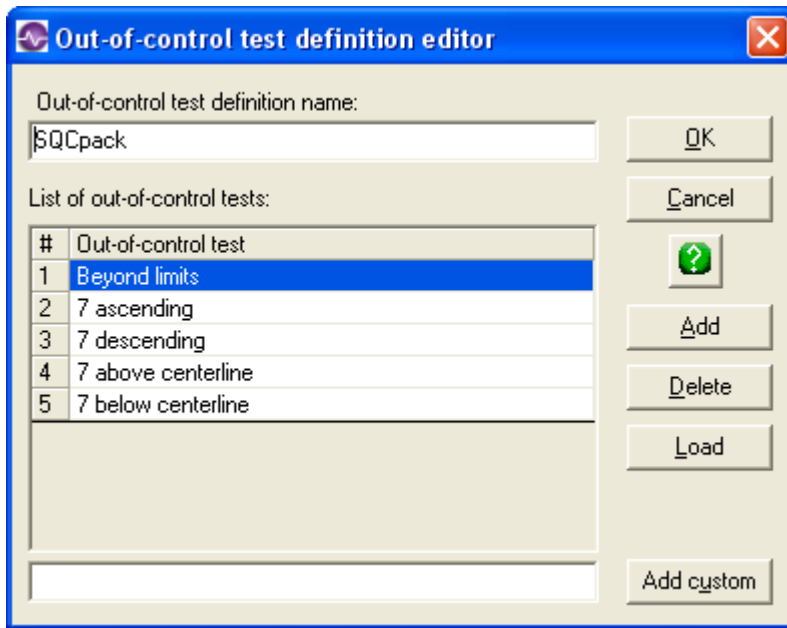 Out-of-control test definition editor
Out-of-control test definition name:
SQCpack
OK
List of out-of-control tests:
Cancel
# Out-of-control test
1 Beyond limits
2 7 ascending
3 7 descending
4 7 above centerline
5 7 below centerline
?
Add
Delete
Load
Add custom